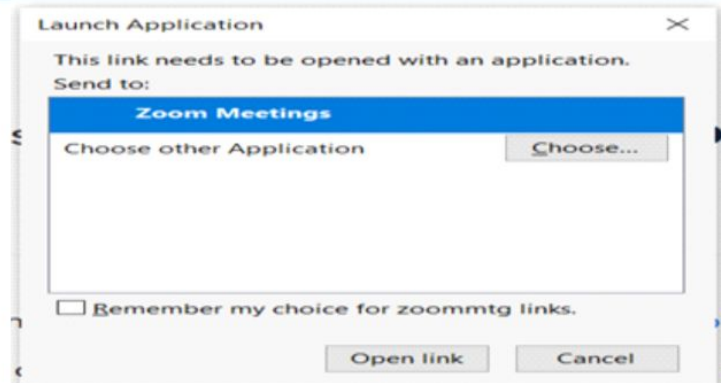 Launch Application
This link needs to be opened with an application.
Send to:
Zoom Meetings
Choose other Application Choose...
Remember my choice for zoommtg links.
Open link Cancel